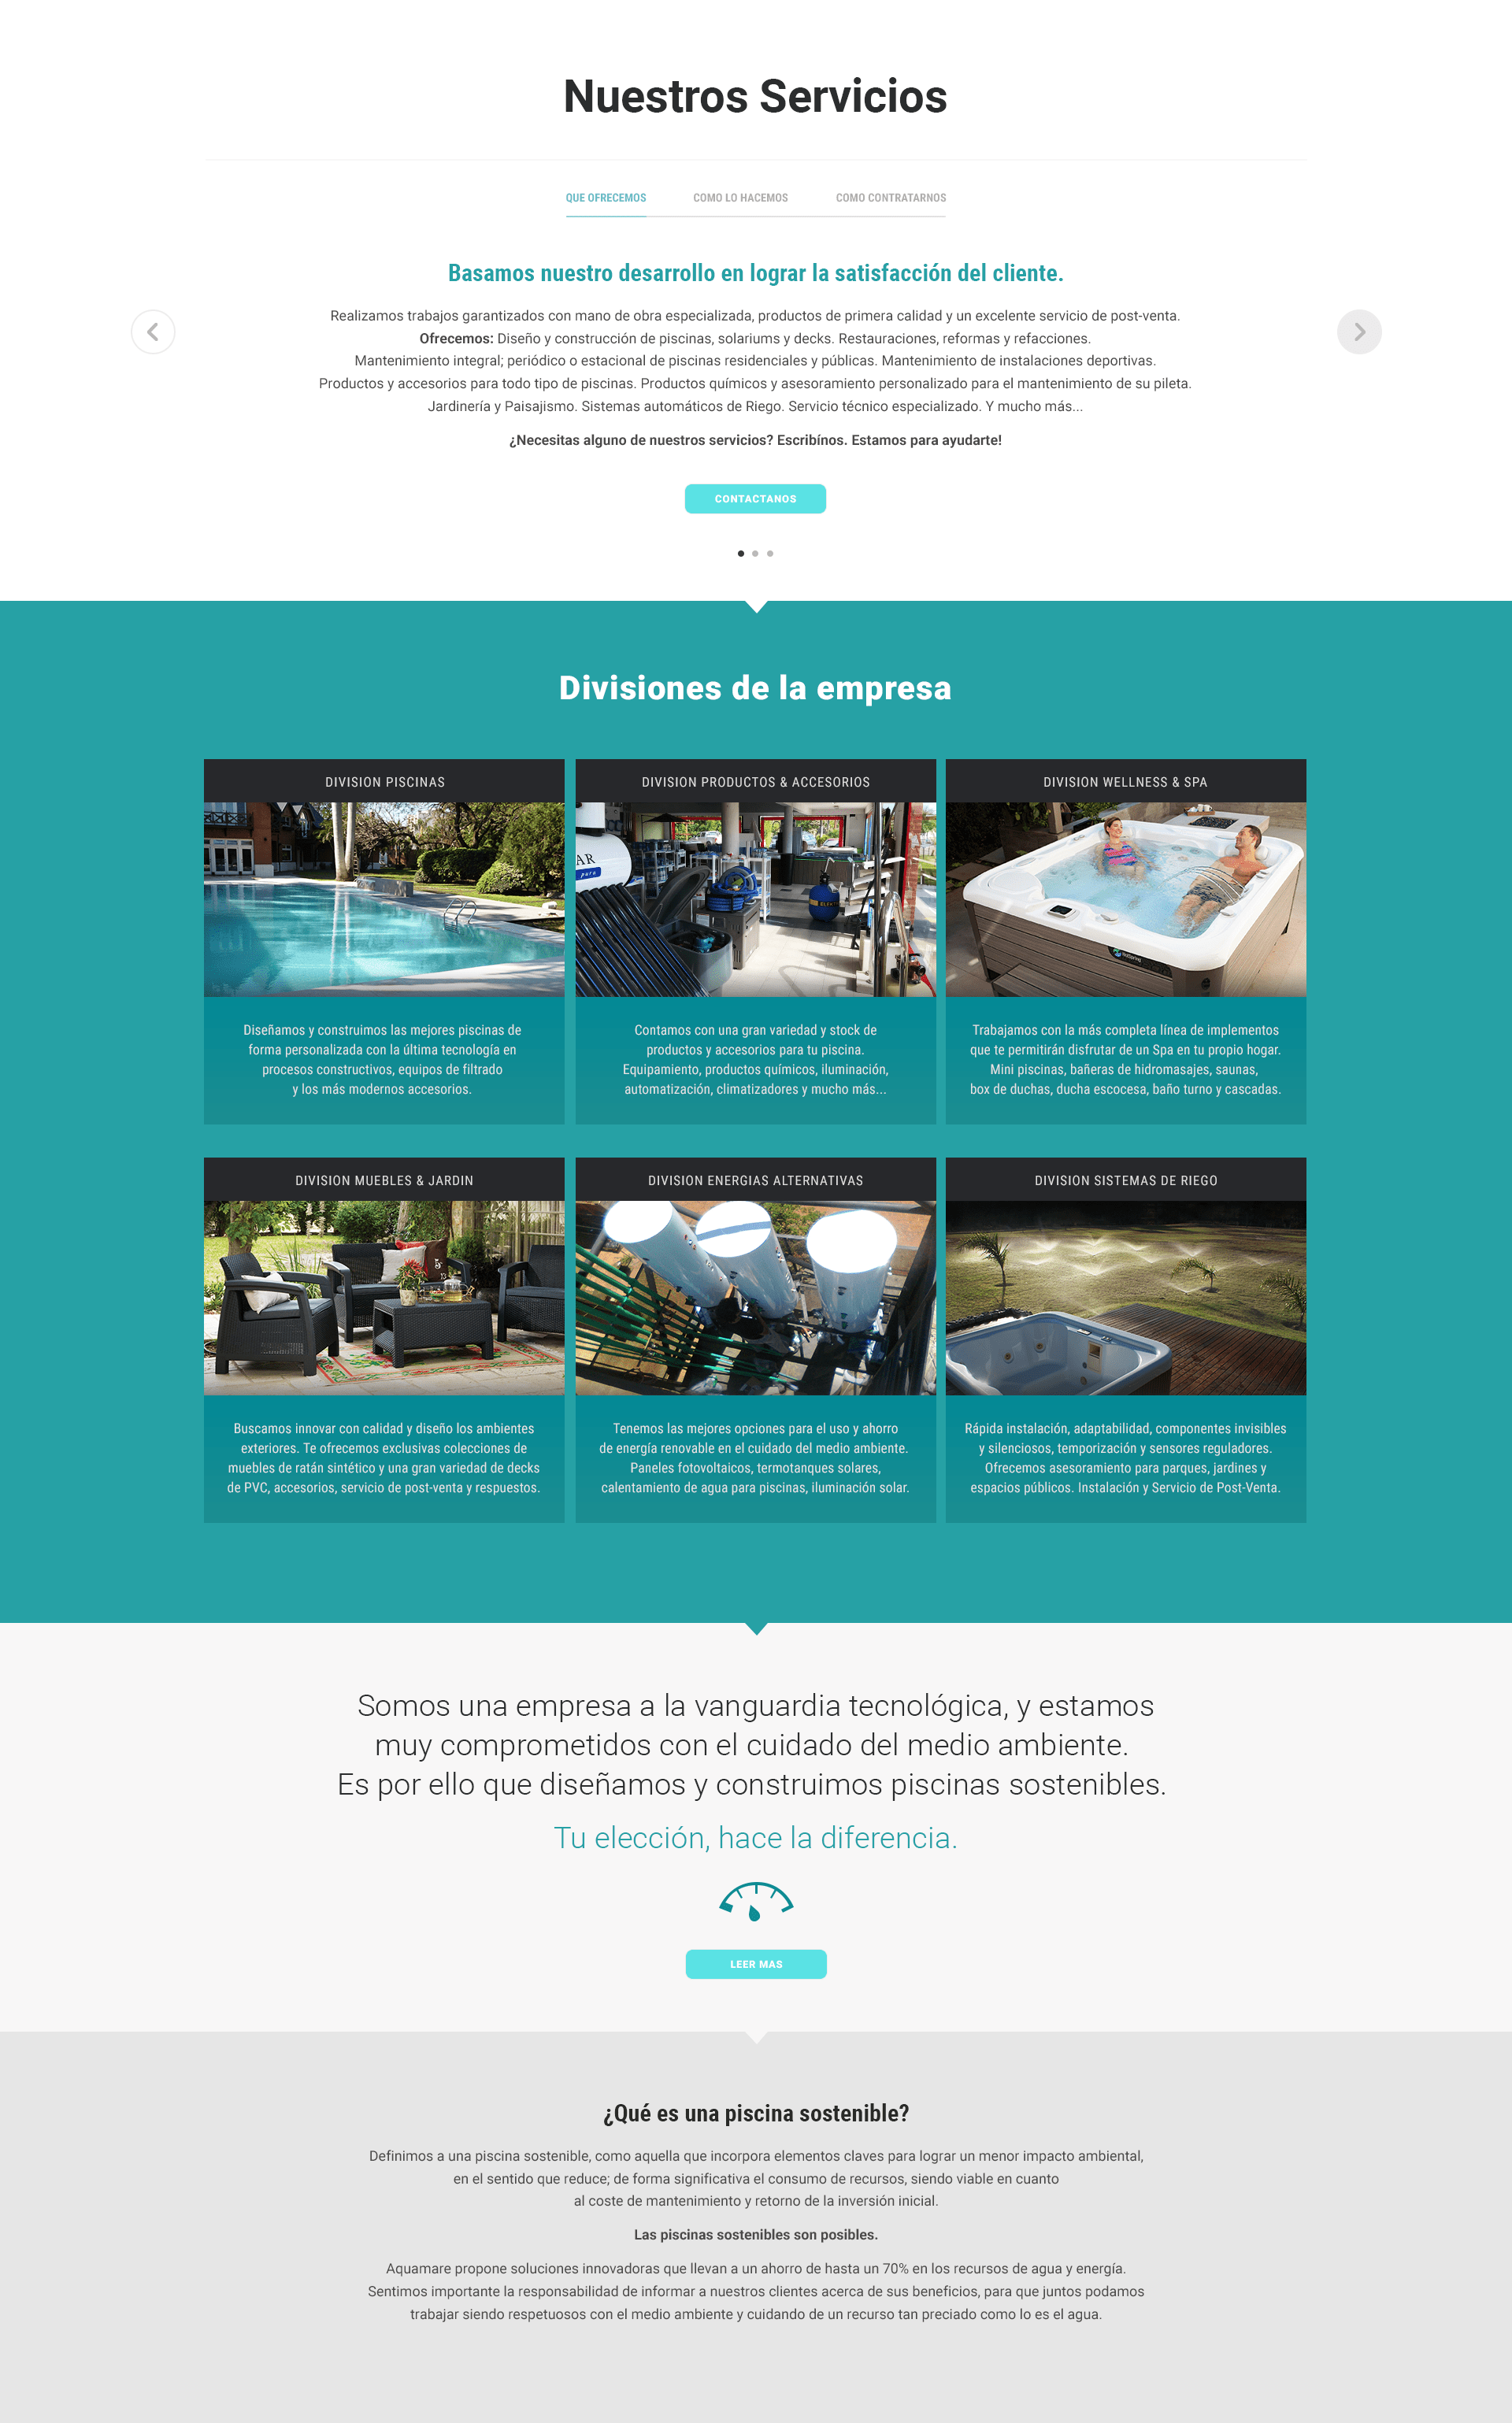 Nuestros Servicios
QUE OFRECEMOS
COMO LO HACEMOS
COMO CONTRATARNOS
Basamos nuestro desarrollo en lograr la satisfacción del cliente.
Realizamos trabajos garantizados con mano de obra especializada, productos de primera calidad y un excelente servicio de post-venta.
Ofrecemos: Diseño y construcción de piscinas, solariums y decks. Restauraciones, reformas y refacciones.
Mantenimiento integral; periódico o estacional de piscinas residenciales y públicas. Mantenimiento de instalaciones deportivas.
Productos y accesorios para todo tipo de piscinas. Productos químicos y asesoramiento personalizado para el mantenimiento de su pileta.
Jardinería y Paisajismo. Sistemas automáticos de Riego. Servicio técnico especializado. Y mucho más...
¿Necesitas alguno de nuestros servicios? Escribínos. Estamos para ayudarte!
CONTACTANOS
Divisiones de la empresa
DIVISION PISCINAS
Diseñamos y construimos las mejores piscinas de
forma personalizada con la última tecnología en
procesos constructivos, equipos de filtrado
y los más modernos accesorios.
DIVISION PRODUCTOS & ACCESORIOS
AR
pura
Contamos con una gran variedad y stock de
productos y accesorios para tu piscina.
Equipamiento, productos químicos, iluminación,
automatización, climatizadores y mucho más...
DIVISION WELLNESS & SPA
Trabajamos con la más completa línea de implementos
que te permitirán disfrutar de un Spa en tu propio hogar.
Mini piscinas, bañeras de hidromasajes, saunas,
box de duchas, ducha escocesa, baño turno y cascadas.
DIVISION MUEBLES & JARDIN
Buscamos innovar con calidad y diseño los ambientes
exteriores. Te ofrecemos exclusivas colecciones de
muebles de ratán sintético y una gran variedad de decks
de PVC, accesorios, servicio de post-venta y respuestos.
DIVISION ENERGIAS ALTERNATIVAS
Tenemos las mejores opciones para el uso y ahorro
de energía renovable en el cuidado del medio ambiente.
Paneles fotovoltaicos, termotanques solares,
calentamiento de agua para piscinas, iluminación solar.
DIVISION SISTEMAS DE RIEGO
Rápida instalación, adaptabilidad, componentes invisibles
y silenciosos, temporización y sensores reguladores.
Ofrecemos asesoramiento para parques, jardines y
espacios públicos. Instalación y Servicio de Post-Venta.
Somos una empresa a la vanguardia tecnológica, y estamos
muy comprometidos con el cuidado del medio ambiente.
Es por ello que diseñamos y construimos piscinas sostenibles.
Tu elección, hace la diferencia.
LEER MAS
¿Qué es una piscina sostenible?
Definimos a una piscina sostenible, como aquella que incorpora elementos claves para lograr un menor impacto ambiental,
en el sentido que reduce; de forma significativa el consumo de recursos, siendo viable en cuanto
al coste de mantenimiento y retorno de la inversión inicial.
Las piscinas sostenibles son posibles.
Aquamare propone soluciones innovadoras que llevan a un ahorro de hasta un 70% en los recursos de agua y energía.
Sentimos importante la responsabilidad de informar a nuestros clientes acerca de sus beneficios, para que juntos podamos
trabajar siendo respetuosos con el medio ambiente y cuidando de un recurso tan preciado como lo es el agua.